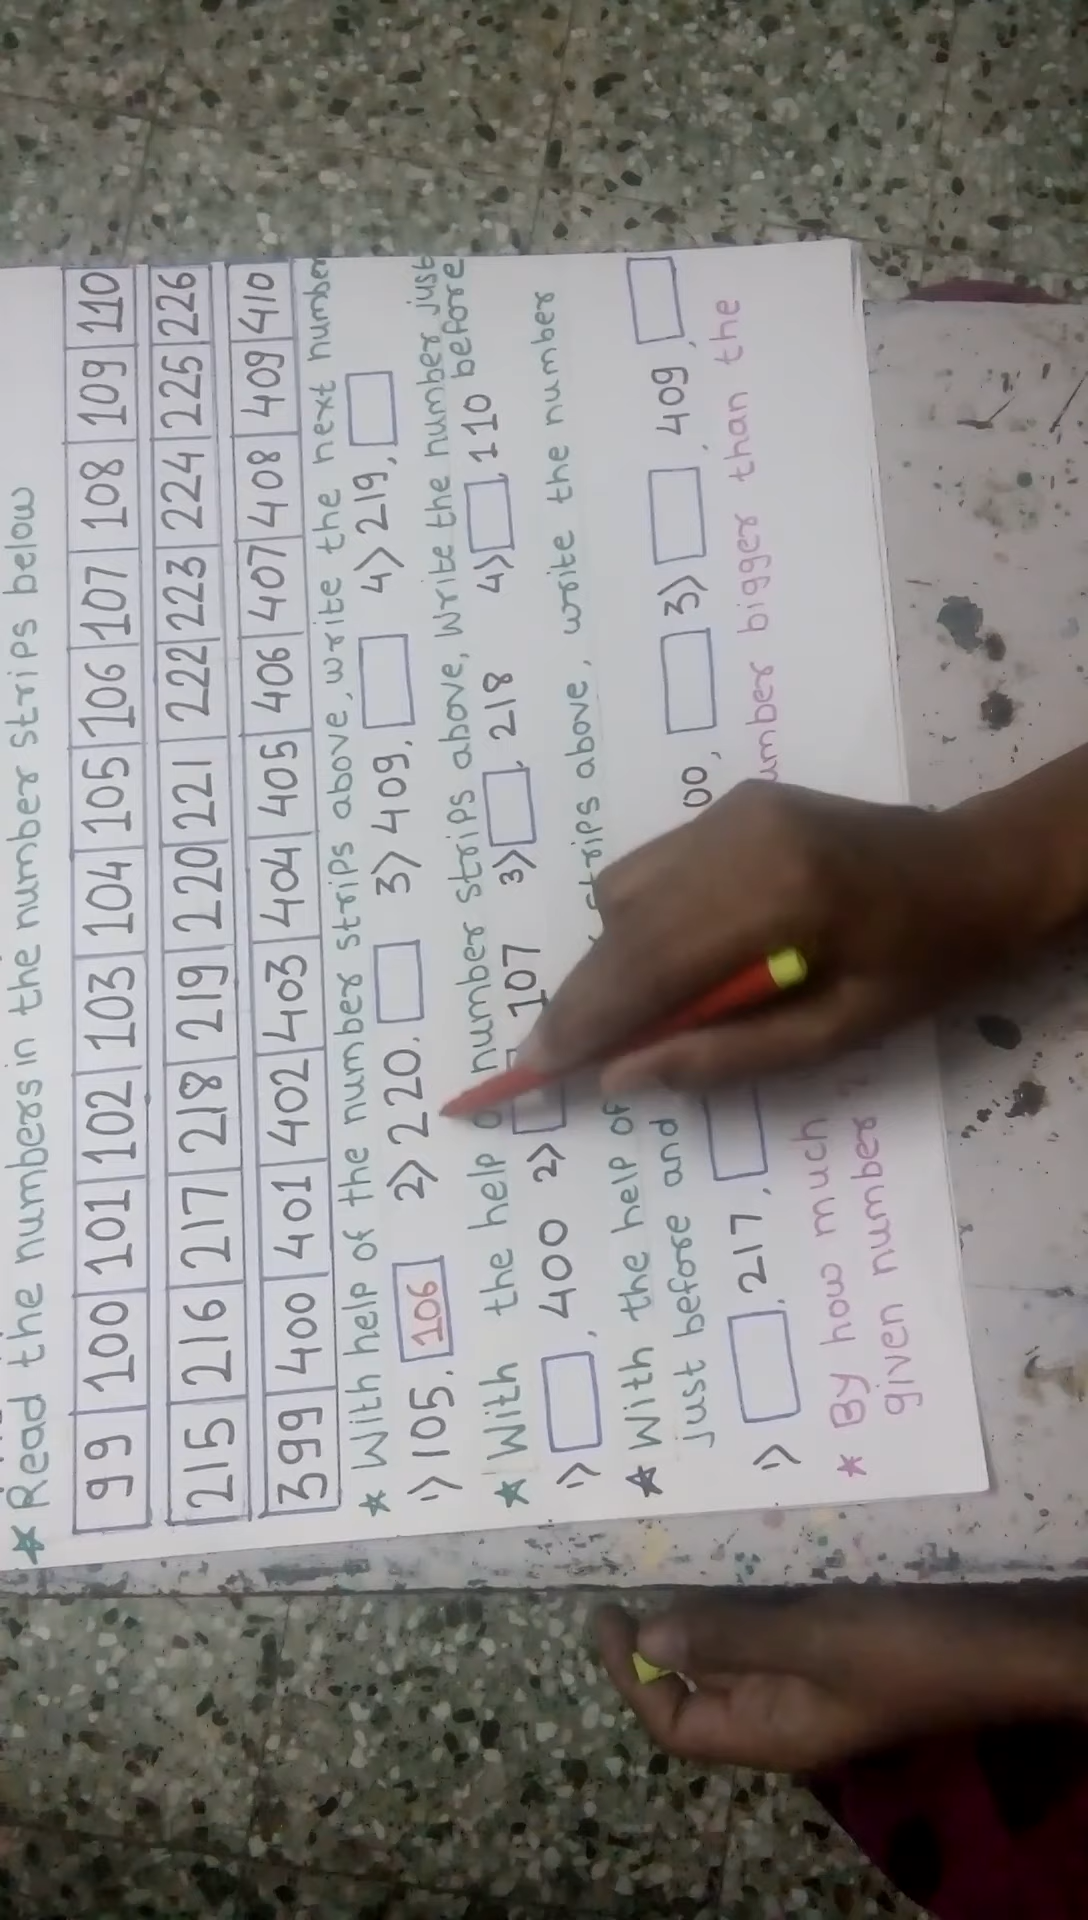 * Read the numbers in the number strips below
99 100 101 102 103 104 105 106 107 108 109 110
215 216 217 218 219 220 221 222 223 224 225 226
399 400 401 402 403 404 405 406 407 408 409 410
* With help of the number strips above, write the next number
1) 105, 106 2) 220, 3) 409, 4) 219,
* With the help number strips above, Write the number just before
1) , 400 2) 107 3) , 218 4) 110
* With the help of strips above, write the number
just before and
1) , 217, 00, 3) , 409,
* By how much bigger than the
given number